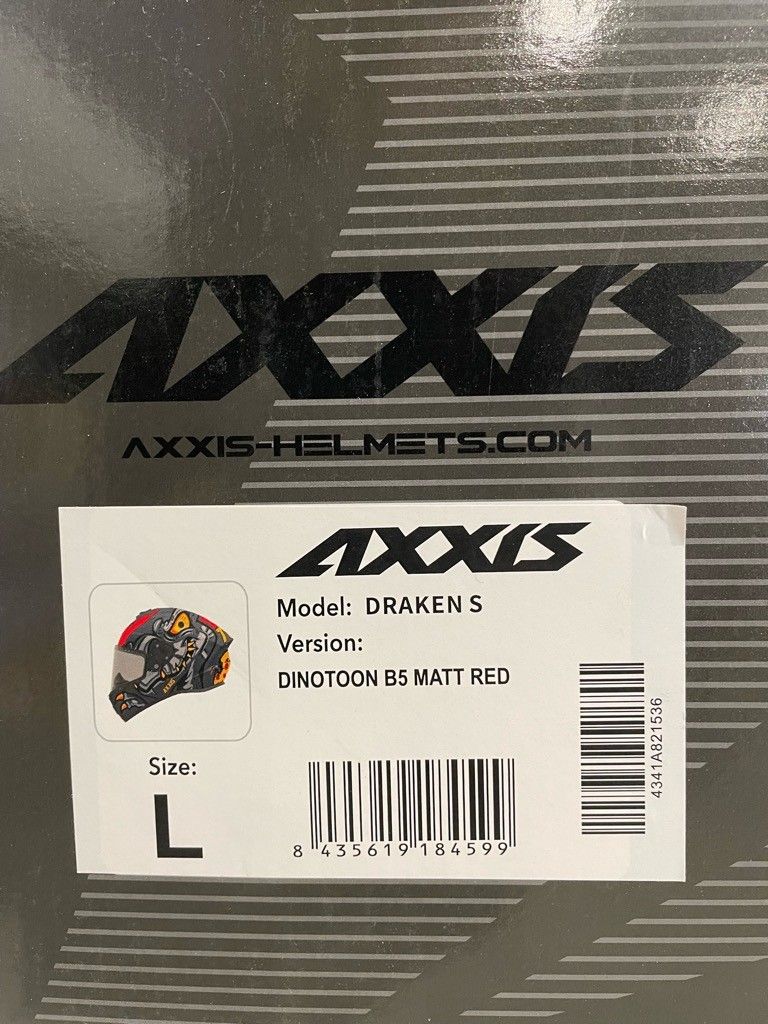 AXXIS
AXXIS-HELMETS.COM
AXXIS
Model: DRAKEN S
Version:
DINOTOON B5 MATT RED
Size:
L
8 435619 184599
4341A821536